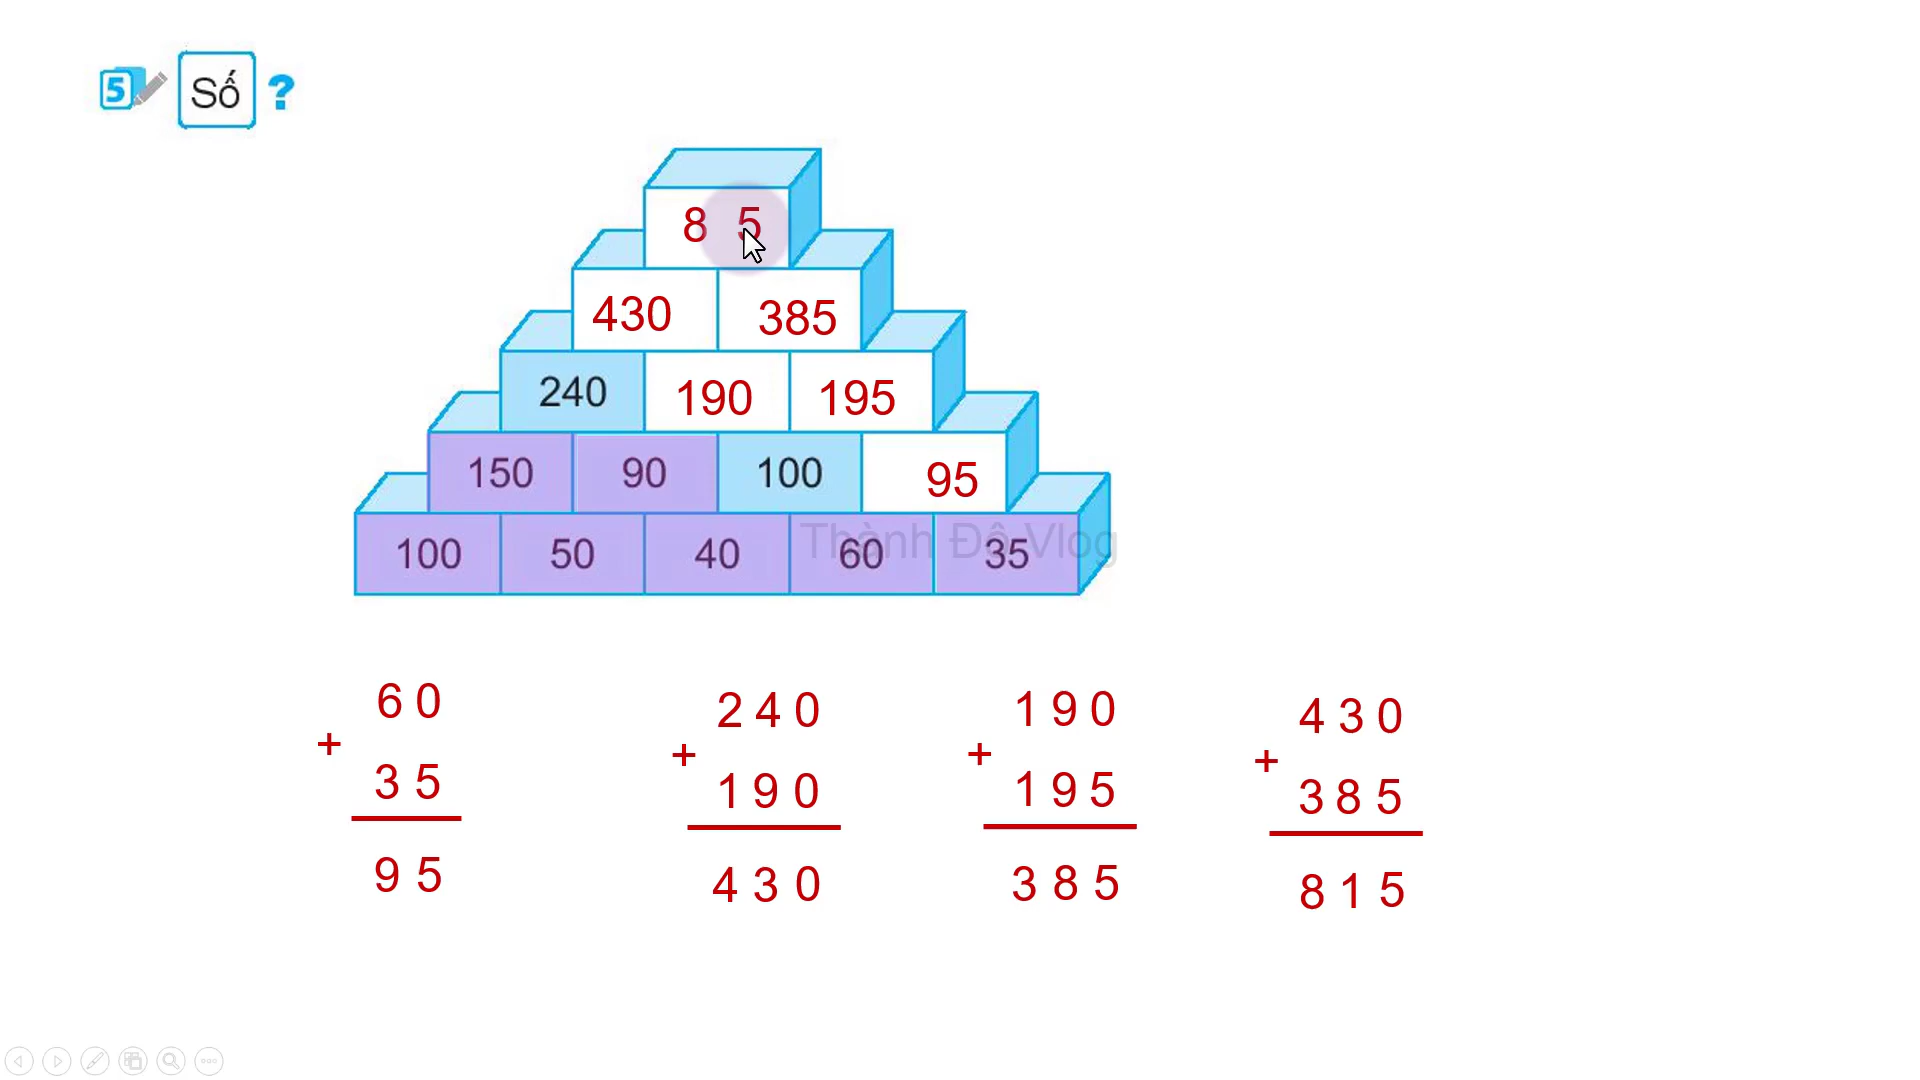 5 Số ?
8 5
430 385
240 190 195
150 90 100 95
100 50 40 60 35
Thành Đô Vlog
6 0
+
3 5
9 5
2 4 0
+
1 9 0
4 3 0
1 9 0
+
1 9 5
3 8 5
4 3 0
+
3 8 5
8 1 5